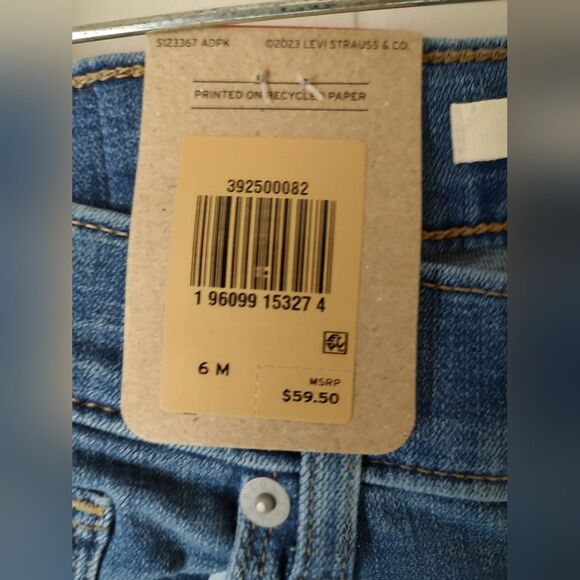 S123367 ADPK ©2023 LEVI STRAUSS & CO.
PRINTED ON RECYCLED PAPER
392500082
1 96099 15327 4
6 M
MSRP
$59.50